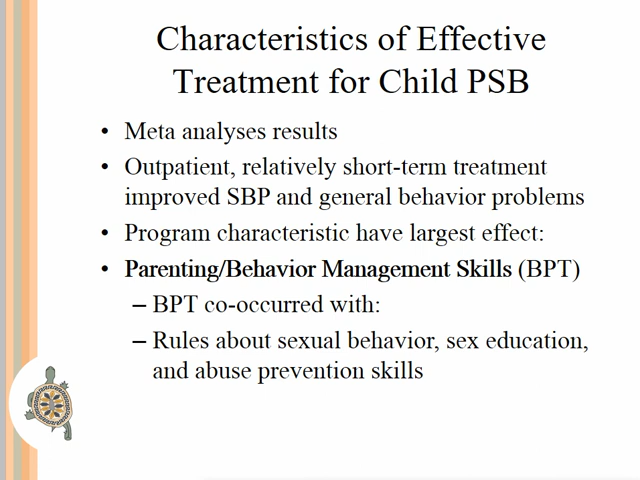 Characteristics of Effective
Treatment for Child PSB
• Meta analyses results
• Outpatient, relatively short-term treatment
improved SBP and general behavior problems
• Program characteristic have largest effect:
• Parenting/Behavior Management Skills (BPT)
– BPT co-occurred with:
– Rules about sexual behavior, sex education,
and abuse prevention skills